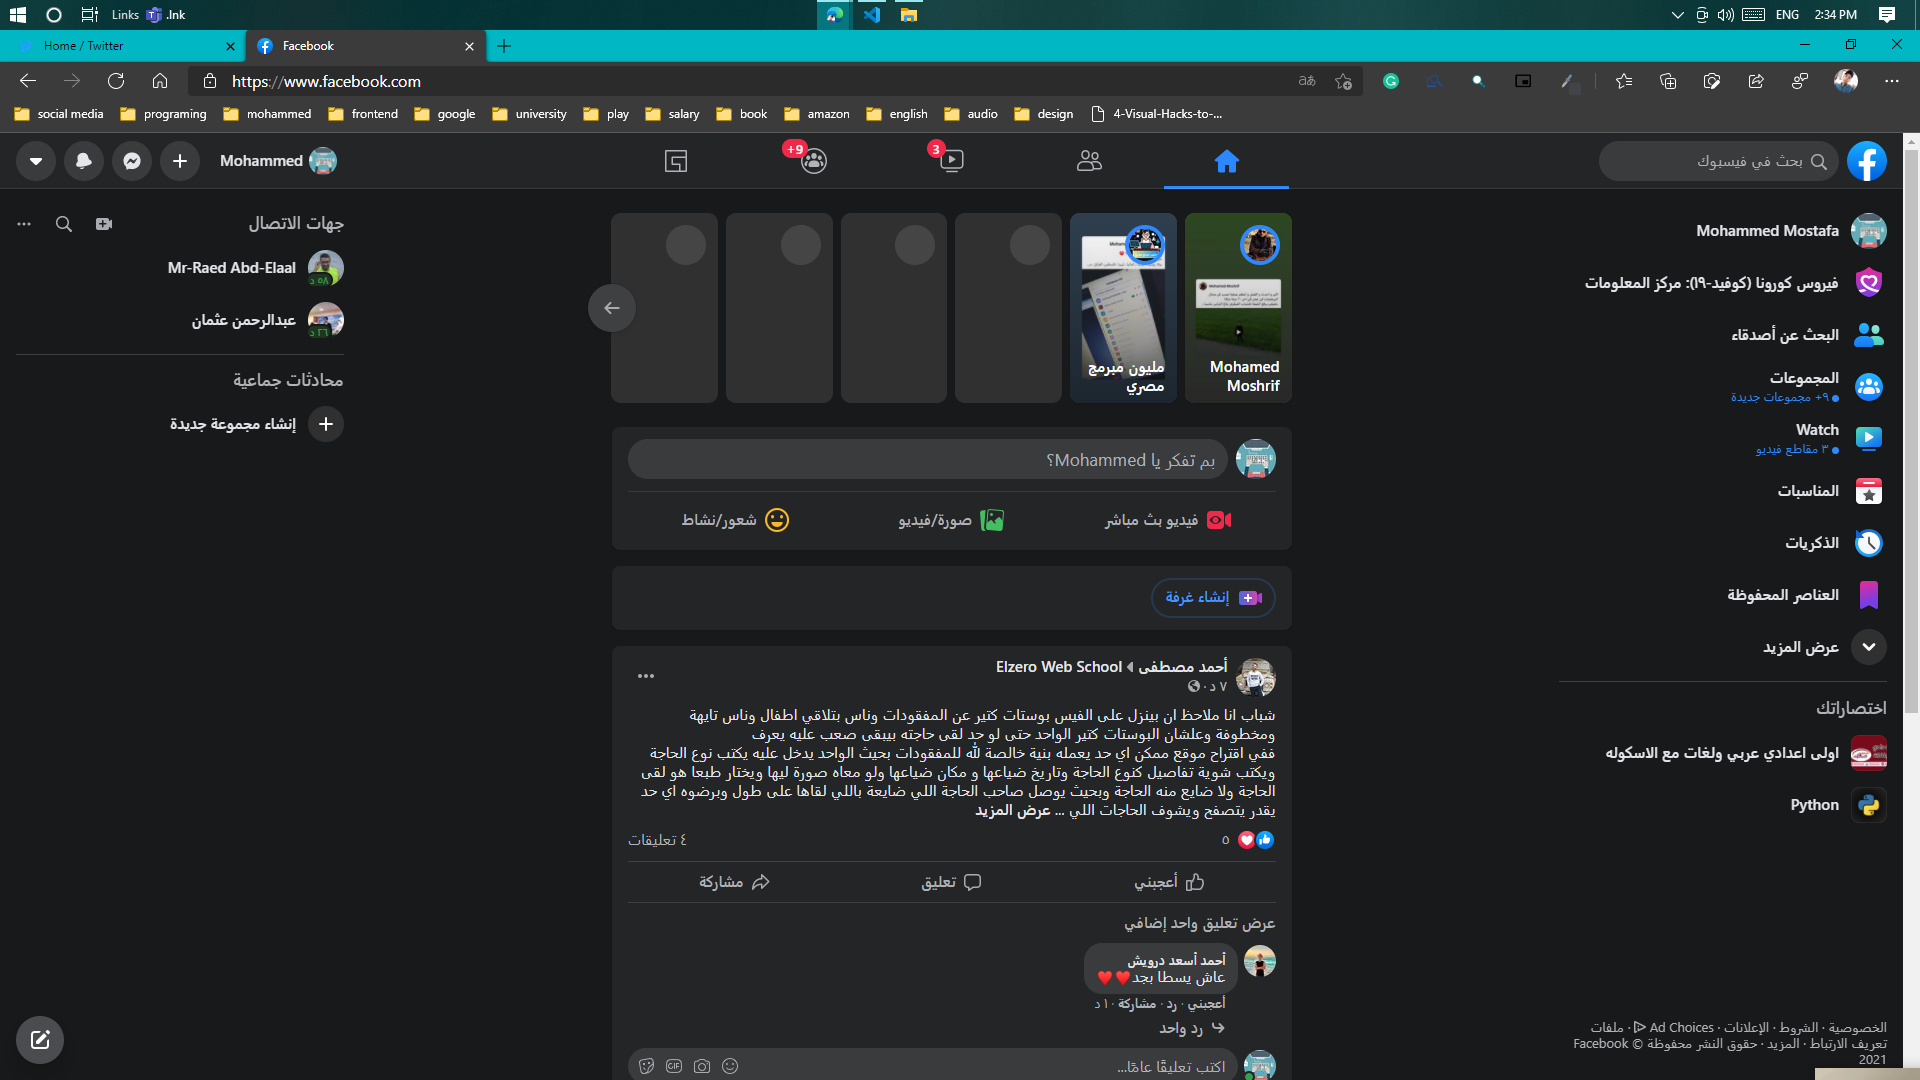 Links
.lnk
ENG
2:34 PM
Home / Twitter
Facebook
https://www.facebook.com
social media
programing
mohammed
frontend
google
university
play
salary
book
amazon
english
audio
design
4-Visual-Hacks-to-...
Mohammed
+9
3
بحث في فيسبوك
Mohammed Mostafa
فيروس كورونا (كوفيد-١٩): مركز المعلومات
البحث عن أصدقاء
المجموعات
٩+ مجموعات جديدة
Watch
٣ مقاطع فيديو
المناسبات
الذكريات
العناصر المحفوظة
عرض المزيد
اختصاراتك
اولى اعدادي عربي ولغات مع الاسكوله
Python
الخصوصية · الشروط · الإعلانات · Ad Choices · ملفات
تعريف الارتباط · المزيد · حقوق النشر محفوظة © Facebook
2021
Mohamed
Moshrif
مليون مبرمج
مصري
بم تفكر يا Mohammed؟
فيديو بث مباشر
صورة/فيديو
شعور/نشاط
إنشاء غرفة
أحمد مصطفى
Elzero Web School
٧ د ·
شباب انا ملاحظ ان بينزل على الفيس بوستات كتير عن المفقودات وناس بتلاقي اطفال وناس تايهة
ومخطوفة وعلشان البوستات كتير الواحد حتى لو حد لقى حاجته بيبقى صعب عليه يعرف
ففي اقتراح موقع ممكن اي حد يعمله بنية خالصة لله للمفقودات بحيث الواحد يدخل عليه يكتب نوع الحاجة
ويكتب شوية تفاصيل كنوع الحاجة وتاريخ ضياعها و مكان ضياعها ولو معاه صورة ليها ويختار طبعا هو لقى
الحاجة ولا ضايع منه الحاجة وبحيث يوصل صاحب الحاجة اللي ضايعة باللي لقاها على طول وبرضوه اي حد
يقدر يتصفح ويشوف الحاجات اللي ... عرض المزيد
٥
٤ تعليقات
أعجبني
تعليق
مشاركة
عرض تعليق واحد إضافي
أحمد أسعد درويش
عاش يسطا بجد❤️❤️
أعجبني · رد · مشاركة · ١٠ د
رد واحد
اكتب تعليقًا عامًا...
GIF
جهات الاتصال
Mr-Raed Abd-Elaal
٥٨ د
عبدالرحمن عثمان
٢٦ د
محادثات جماعية
إنشاء مجموعة جديدة